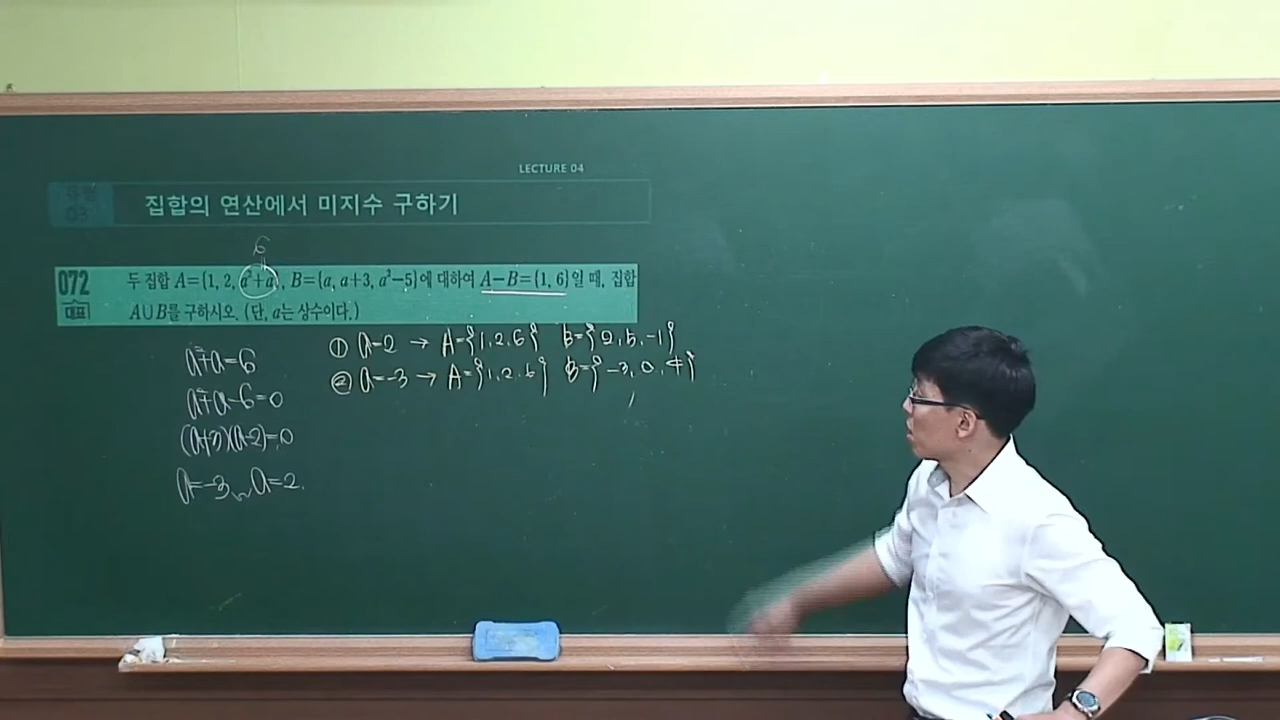 LECTURE 04
유형
03
집합의 연산에서 미지수 구하기
6
072
대표
두 집합 A={1, 2, a²+a}, B={a, a+3, a²−5}에 대하여 A−B={1, 6}일 때, 집합
A∪B를 구하시오. (단, a는 상수이다.)
a²+a=6
a²+a-6=0
(a+3)(a-2)=0
a=-3 or a=2.
① a=2 → A={1,2,6} B={2,5,-1}
② a=-3 → A={1,2,6} B={-3,0,4}